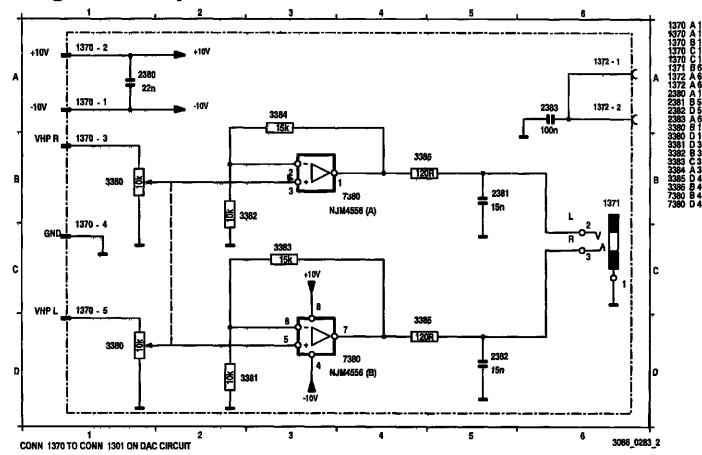 1 2 3 4 5 6
+10V 1370 - 2 +10V
2380
22n
-10V 1370 - 1 -10V
1372 - 1
1372 - 2
2383
100n
A A
VHP R 1370 - 3
3384
15k
3380
10k
2
3
1
7380
NJM4556 (A)
10k
3382
3385
120R
2381
15n
B B
GND 1370 - 4
L
2
R
3
1371
1
3383
15k
+10V
8
C C
VHP L 1370 - 5
3380
10k
6
5
7
4
7380
NJM4556 (B)
-10V
10k
3381
3385
120R
2382
15n
D D
1 2 3 4 5 6
CONN 1370 TO CONN 1301 ON DAC CIRCUIT
3086_0283_2
1370 A 1
1370 A 1
1370 B 1
1370 C 1
1370 C 1
1371 B 6
1372 A 6
1372 A 6
2380 A 1
2381 B 5
2382 D 5
2383 A 6
3380 B 1
3380 D 1
3381 D 3
3382 B 3
3383 C 3
3384 A 3
3385 D 4
3386 B 4
7380 B 4
7380 D 4